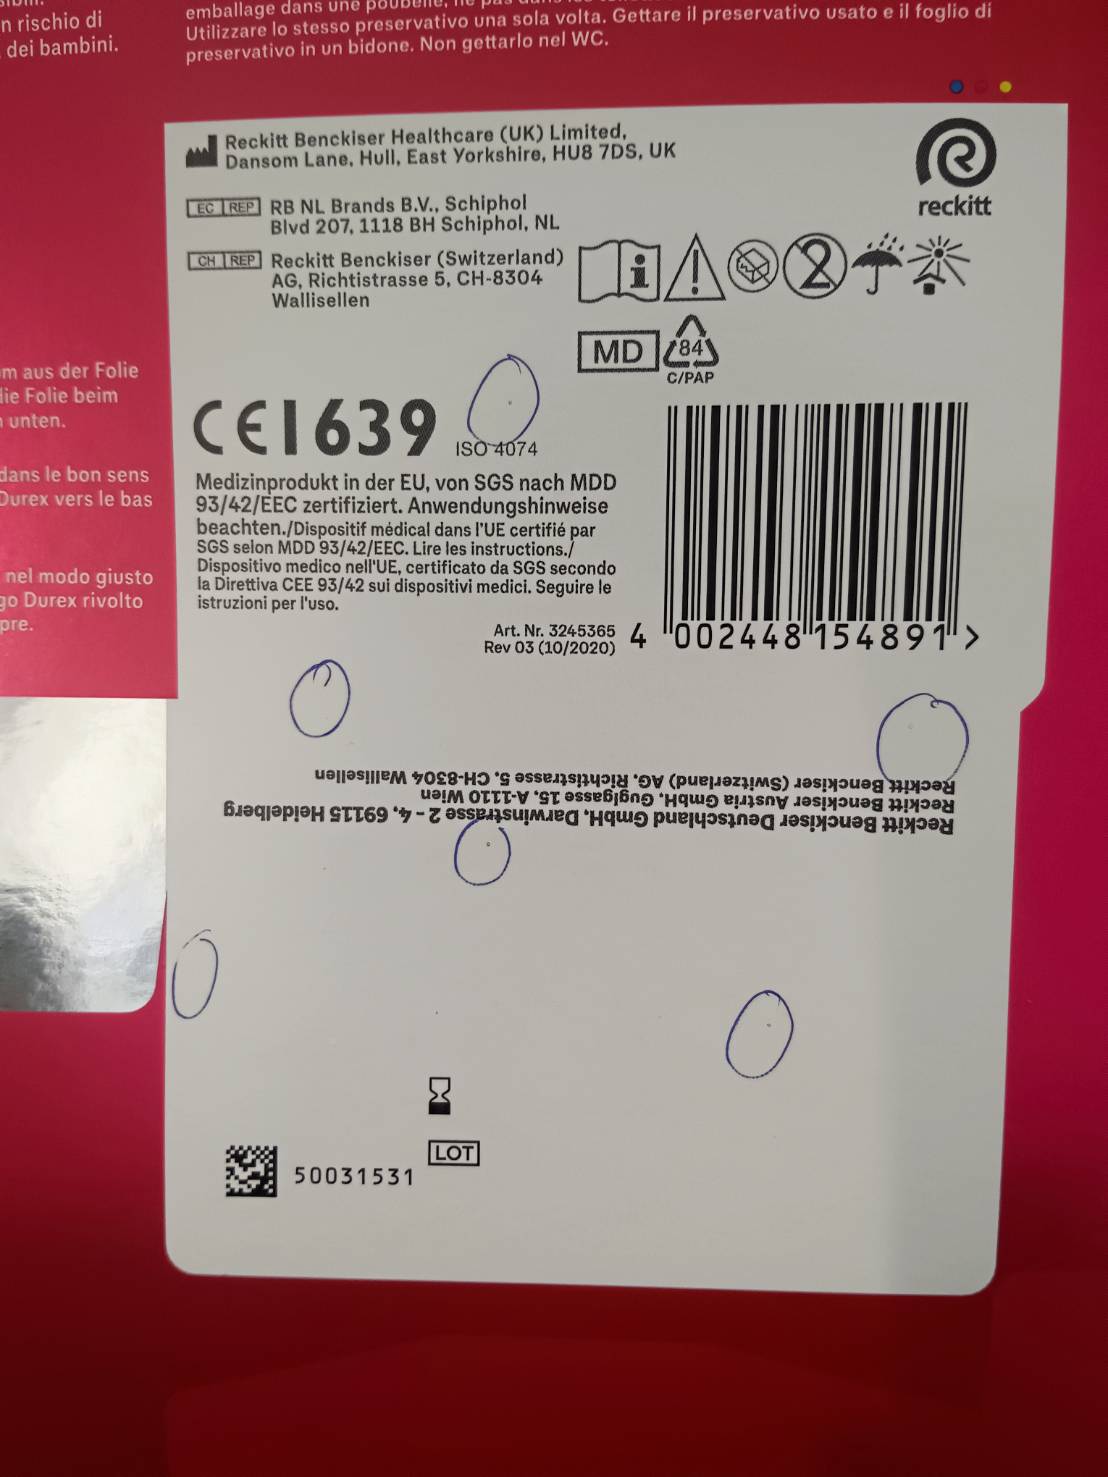 n rischio di
dei bambini.
emballage dans une poubelle, ne pas dans les
Utilizzare lo stesso preservativo una sola volta. Gettare il preservativo usato e il foglio di
preservativo in un bidone. Non gettarlo nel WC.
Reckitt Benckiser Healthcare (UK) Limited,
Dansom Lane, Hull, East Yorkshire, HU8 7DS, UK
reckitt
EC REP RB NL Brands B.V., Schiphol
Blvd 207, 1118 BH Schiphol, NL
CH REP Reckitt Benckiser (Switzerland)
AG, Richtistrasse 5, CH-8304
Wallisellen
i ! 2
MD 84
C/PAP
m aus der Folie
die Folie beim
unten.
dans le bon sens
Durex vers le bas
nel modo giusto
go Durex rivolto
pre.
CE1639
ISO 4074
Medizinprodukt in der EU, von SGS nach MDD
93/42/EEC zertifiziert. Anwendungshinweise
beachten./Dispositif médical dans l'UE certifié par
SGS selon MDD 93/42/EEC. Lire les instructions./
Dispositivo medico nell'UE, certificato da SGS secondo
la Direttiva CEE 93/42 sui dispositivi medici. Seguire le
istruzioni per l'uso.
Art. Nr. 3245365
Rev 03 (10/2020)
4 002448 154891 >
Reckitt Benckiser Deutschland GmbH, Darwinstrasse 2 - 4, 69115 Heidelberg
Reckitt Benckiser Austria GmbH, Guglgasse 15, A-1110 Wien
Reckitt Benckiser (Switzerland) AG, Richtistrasse 5, CH-8304 Wallisellen
LOT
50031531